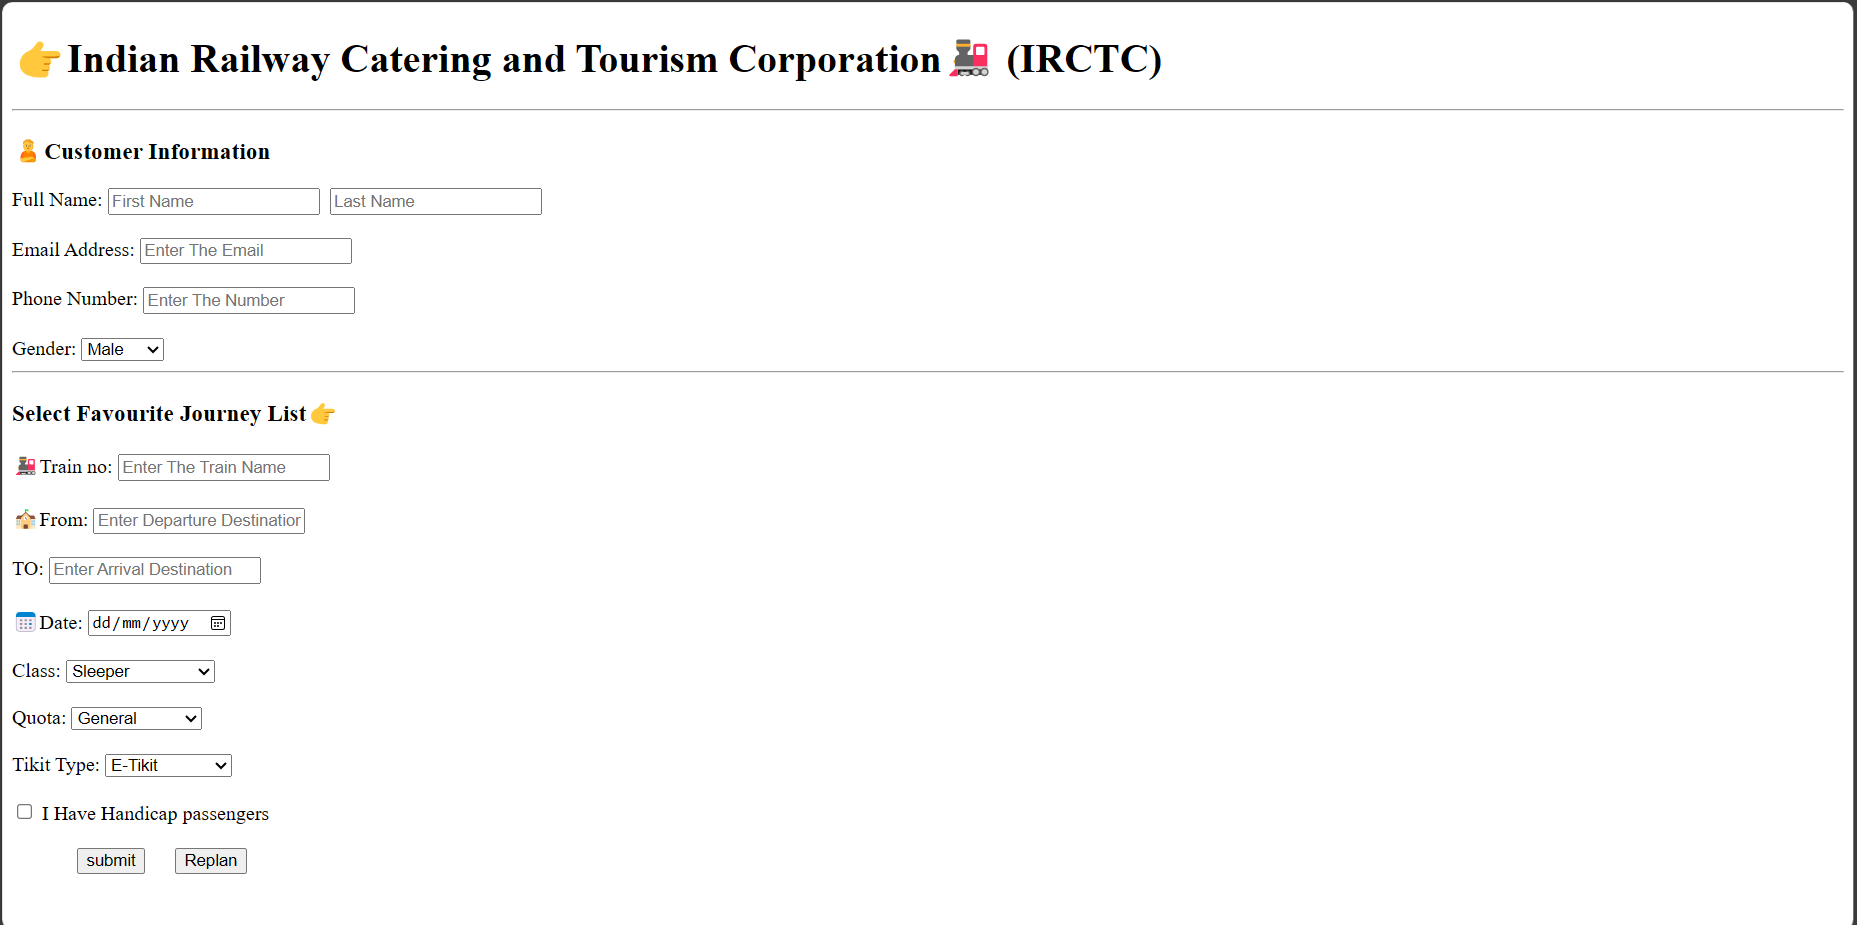 👉Indian Railway Catering and Tourism Corporation🚂 (IRCTC)
Customer Information
Full Name: First Name Last Name
Email Address: Enter The Email
Phone Number: Enter The Number
Gender: Male
Select Favourite Journey List👉
🚂Train no: Enter The Train Name
From: Enter Departure Destination
TO: Enter Arrival Destination
Date: dd/mm/yyyy
Class: Sleeper
Quota: General
Tikit Type: E-Tikit
I Have Handicap passengers
submit Replan